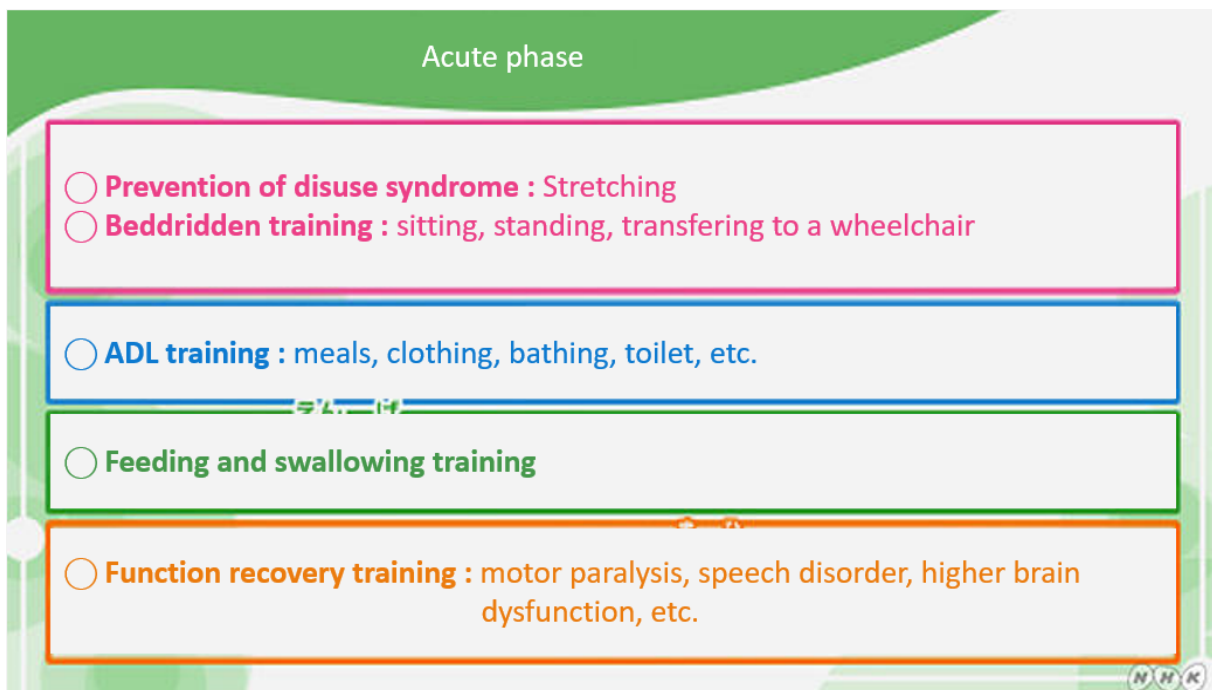 Acute phase
○ Prevention of disuse syndrome : Stretching
○ Beddridden training : sitting, standing, transfering to a wheelchair
○ ADL training : meals, clothing, bathing, toilet, etc.
○ Feeding and swallowing training
○ Function recovery training : motor paralysis, speech disorder, higher brain
dysfunction, etc.
NHK